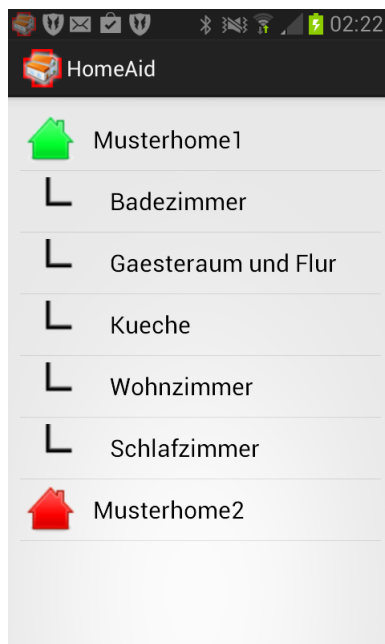 02:22
HomeAid
Musterhome1
Badezimmer
Gaesteraum und Flur
Kueche
Wohnzimmer
Schlafzimmer
Musterhome2